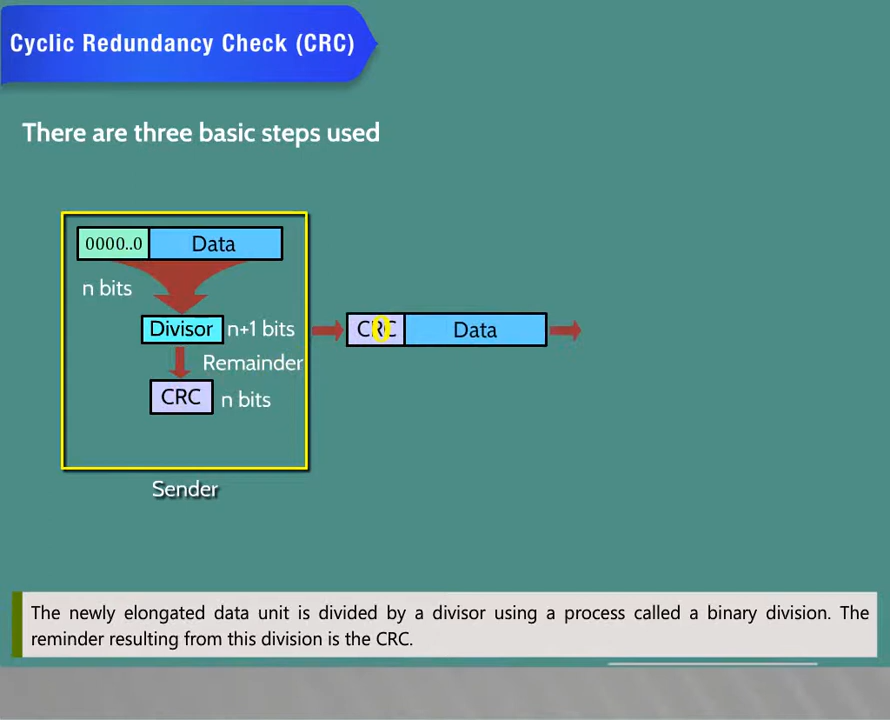 Cyclic Redundancy Check (CRC)
There are three basic steps used
0000..0 Data
n bits
Divisor n+1 bits
CRC Data
Remainder
CRC n bits
Sender
The newly elongated data unit is divided by a divisor using a process called a binary division. The
reminder resulting from this division is the CRC.